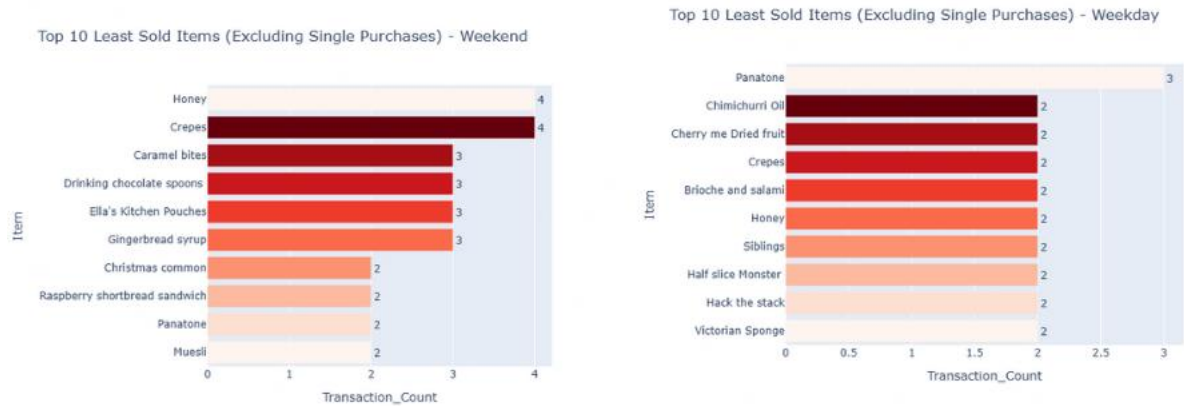 Top 10 Least Sold Items (Excluding Single Purchases) - Weekend
Item
Honey 4
Crepes 4
Caramel bites 3
Drinking chocolate spoons 3
Ella's Kitchen Pouches 3
Gingerbread syrup 3
Christmas common 2
Raspberry shortbread sandwich 2
Panatone 2
Muesli 2
0 1 2 3 4
Transaction_Count
Top 10 Least Sold Items (Excluding Single Purchases) - Weekday
Item
Panatone 3
Chimichurri Oil 2
Cherry me Dried fruit 2
Crepes 2
Brioche and salami 2
Honey 2
Siblings 2
Half slice Monster 2
Hack the stack 2
Victorian Sponge 2
0 0.5 1 1.5 2 2.5 3
Transaction_Count